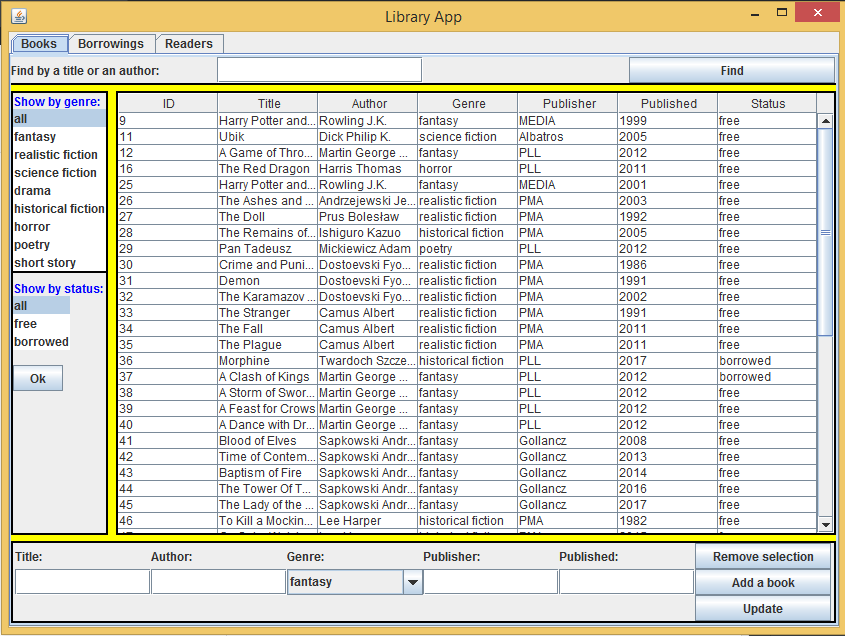 Library App
Books Borrowings Readers
Find by a title or an author: Find
Show by genre:
all
fantasy
realistic fiction
science fiction
drama
historical fiction
horror
poetry
short story
Show by status:
all
free
borrowed
Ok
ID Title Author Genre Publisher Published Status
9 Harry Potter and... Rowling J.K. fantasy MEDIA 1999 free
11 Ubik Dick Philip K. science fiction Albatros 2005 free
12 A Game of Thro... Martin George ... fantasy PLL 2012 free
16 The Red Dragon Harris Thomas horror PLL 2011 free
25 Harry Potter and... Rowling J.K. fantasy MEDIA 2001 free
26 The Ashes and ... Andrzejewski Je... realistic fiction PMA 2003 free
27 The Doll Prus Bolesław realistic fiction PMA 1992 free
28 The Remains of... Ishiguro Kazuo historical fiction PMA 2005 free
29 Pan Tadeusz Mickiewicz Adam poetry PLL 2012 free
30 Crime and Puni... Dostoevski Fyo... realistic fiction PMA 1986 free
31 Demon Dostoevski Fyo... realistic fiction PMA 1991 free
32 The Karamazov ... Dostoevski Fyo... realistic fiction PMA 2002 free
33 The Stranger Camus Albert realistic fiction PMA 1991 free
34 The Fall Camus Albert realistic fiction PMA 2011 free
35 The Plague Camus Albert realistic fiction PMA 2011 free
36 Morphine Twardoch Szcze... historical fiction PLL 2017 borrowed
37 A Clash of Kings Martin George ... fantasy PLL 2012 borrowed
38 A Storm of Swor... Martin George ... fantasy PLL 2012 free
39 A Feast for Crows Martin George ... fantasy PLL 2012 free
40 A Dance with Dr... Martin George ... fantasy PLL 2012 free
41 Blood of Elves Sapkowski Andr... fantasy Gollancz 2008 free
42 Time of Contem... Sapkowski Andr... fantasy Gollancz 2013 free
43 Baptism of Fire Sapkowski Andr... fantasy Gollancz 2014 free
44 The Tower Of T... Sapkowski Andr... fantasy Gollancz 2016 free
45 The Lady of the ... Sapkowski Andr... fantasy Gollancz 2017 free
46 To Kill a Mockin... Lee Harper historical fiction PMA 1982 free
Title: Author: Genre: Publisher: Published:
fantasy
Remove selection
Add a book
Update